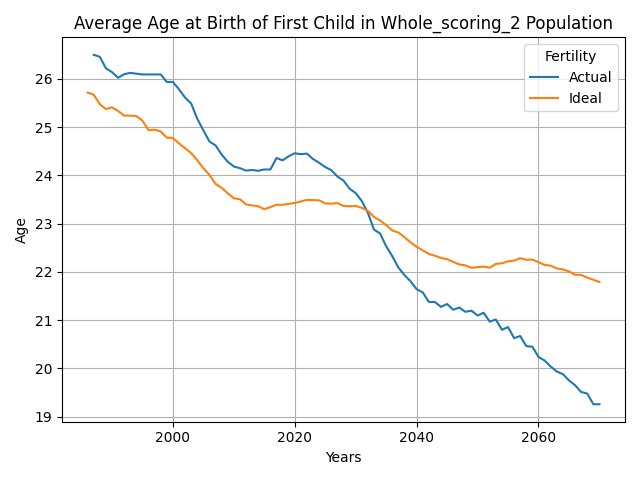 Average Age at Birth of First Child in Whole_scoring_2 Population
Fertility
Actual
Ideal
Age
26
25
24
23
22
21
20
19
2000
2020
2040
2060
Years